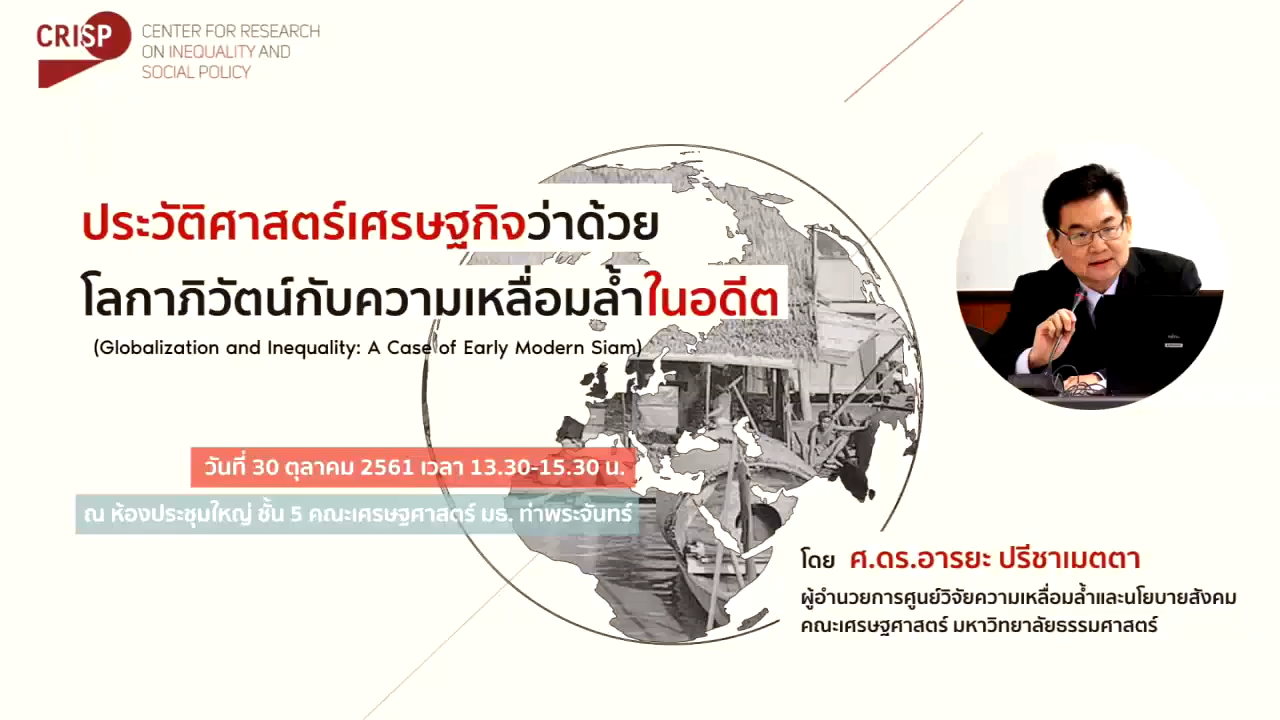 CRISP
CENTER FOR RESEARCH
ON INEQUALITY AND
SOCIAL POLICY
ประวัติศาสตร์เศรษฐกิจว่าด้วย
โลกาภิวัตน์กับความเหลื่อมล้ำในอดีต
(Globalization and Inequality: A Case of Early Modern Siam)
วันที่ 30 ตุลาคม 2561 เวลา 13.30-15.30 น.
ณ ห้องประชุมใหญ่ ชั้น 5 คณะเศรษฐศาสตร์ มธ. ท่าพระจันทร์
โดย ศ.ดร.อารยะ ปรีชาเมตตา
ผู้อำนวยการศูนย์วิจัยความเหลื่อมล้ำและนโยบายสังคม
คณะเศรษฐศาสตร์ มหาวิทยาลัยธรรมศาสตร์